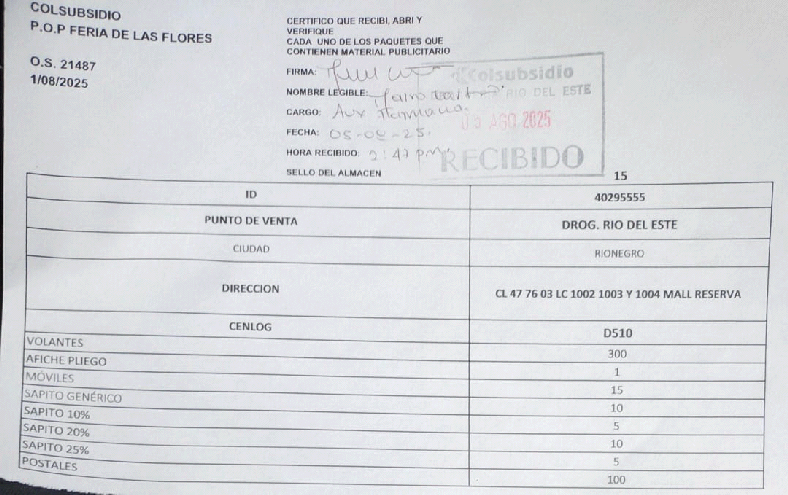 COLSUBSIDIO
P.O.P FERIA DE LAS FLORES
O.S. 21487
1/08/2025
CERTIFICO QUE RECIBI, ABRI Y
VERIFIQUE
CADA UNO DE LOS PAQUETES QUE
CONTIENEN MATERIAL PUBLICITARIO
FIRMA:
NOMBRE LEGIBLE:
CARGO: Aux Farmacia.
FECHA: 05-08-25.
HORA RECIBIDO: 2:47 p.m
SELLO DEL ALMACEN
Colsubsidio
RIO DEL ESTE
AGO 2025
RECIBIDO
15
ID 40295555
PUNTO DE VENTA DROG. RIO DEL ESTE
CIUDAD RIONEGRO
DIRECCION CL 47 76 03 LC 1002 1003 Y 1004 MALL RESERVA
CENLOG D510
VOLANTES 300
AFICHE PLIEGO 1
MÓVILES 15
SAPITO GENÉRICO 10
SAPITO 10% 5
SAPITO 20% 10
SAPITO 25% 5
POSTALES 100